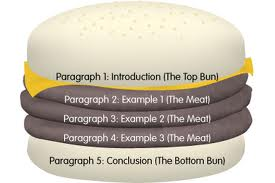 Paragraph 1: Introduction (The Top Bun)
Paragraph 2: Example 1 (The Meat)
Paragraph 3: Example 2 (The Meat)
Paragraph 4: Example 3 (The Meat)
Paragraph 5: Conclusion (The Bottom Bun)